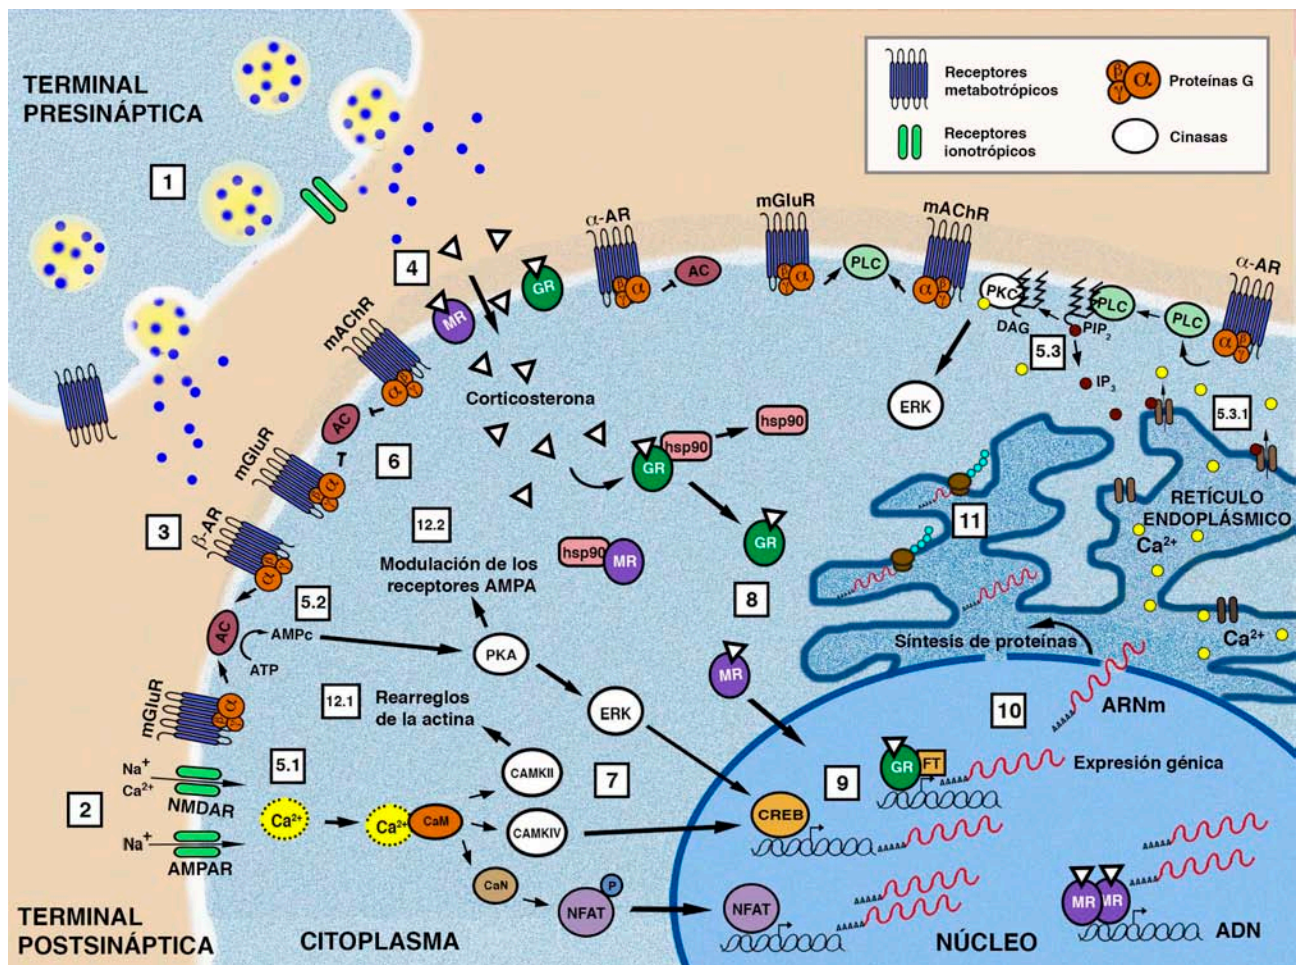 TERMINAL
PRESINÁPTICA
1
Receptores
metabotrópicos
Receptores
ionotrópicos
β
γ
α
Proteínas G
Cinasas
4
α-AR
β
γ
α
AC
mGluR
β
γ
α
PLC
mAChR
α
β
γ
α-AR
α
β
γ
PLC
PLC
PIP2
PKC
DAG
5.3
IP3
5.3.1
ERK
MR
GR
mAChR
α
β
γ
AC
6
Corticosterona
GR
hsp90
hsp90
GR
hsp90
MR
8
MR
mGluR
β
γ
α
3
β-AR
α
β
γ
5.2
AC
AMPc
ATP
12.2
Modulación de los
receptores AMPA
PKA
ERK
mGluR
β
γ
α
12.1
Rearreglos
de la actina
2
Na+
Ca2+
NMDAR
Na+
AMPAR
5.1
Ca2+
Ca2+
CaM
CAMKII
CAMKIV
7
CaN
NFAT
P
11
RETÍCULO
ENDOPLÁSMICO
Ca2+
Ca2+
Síntesis de proteínas
10
ARNm
9
GR
FT
Expresión génica
CREB
NFAT
MR
MR
ADN
NÚCLEO
TERMINAL
POSTSINÁPTICA
CITOPLASMA